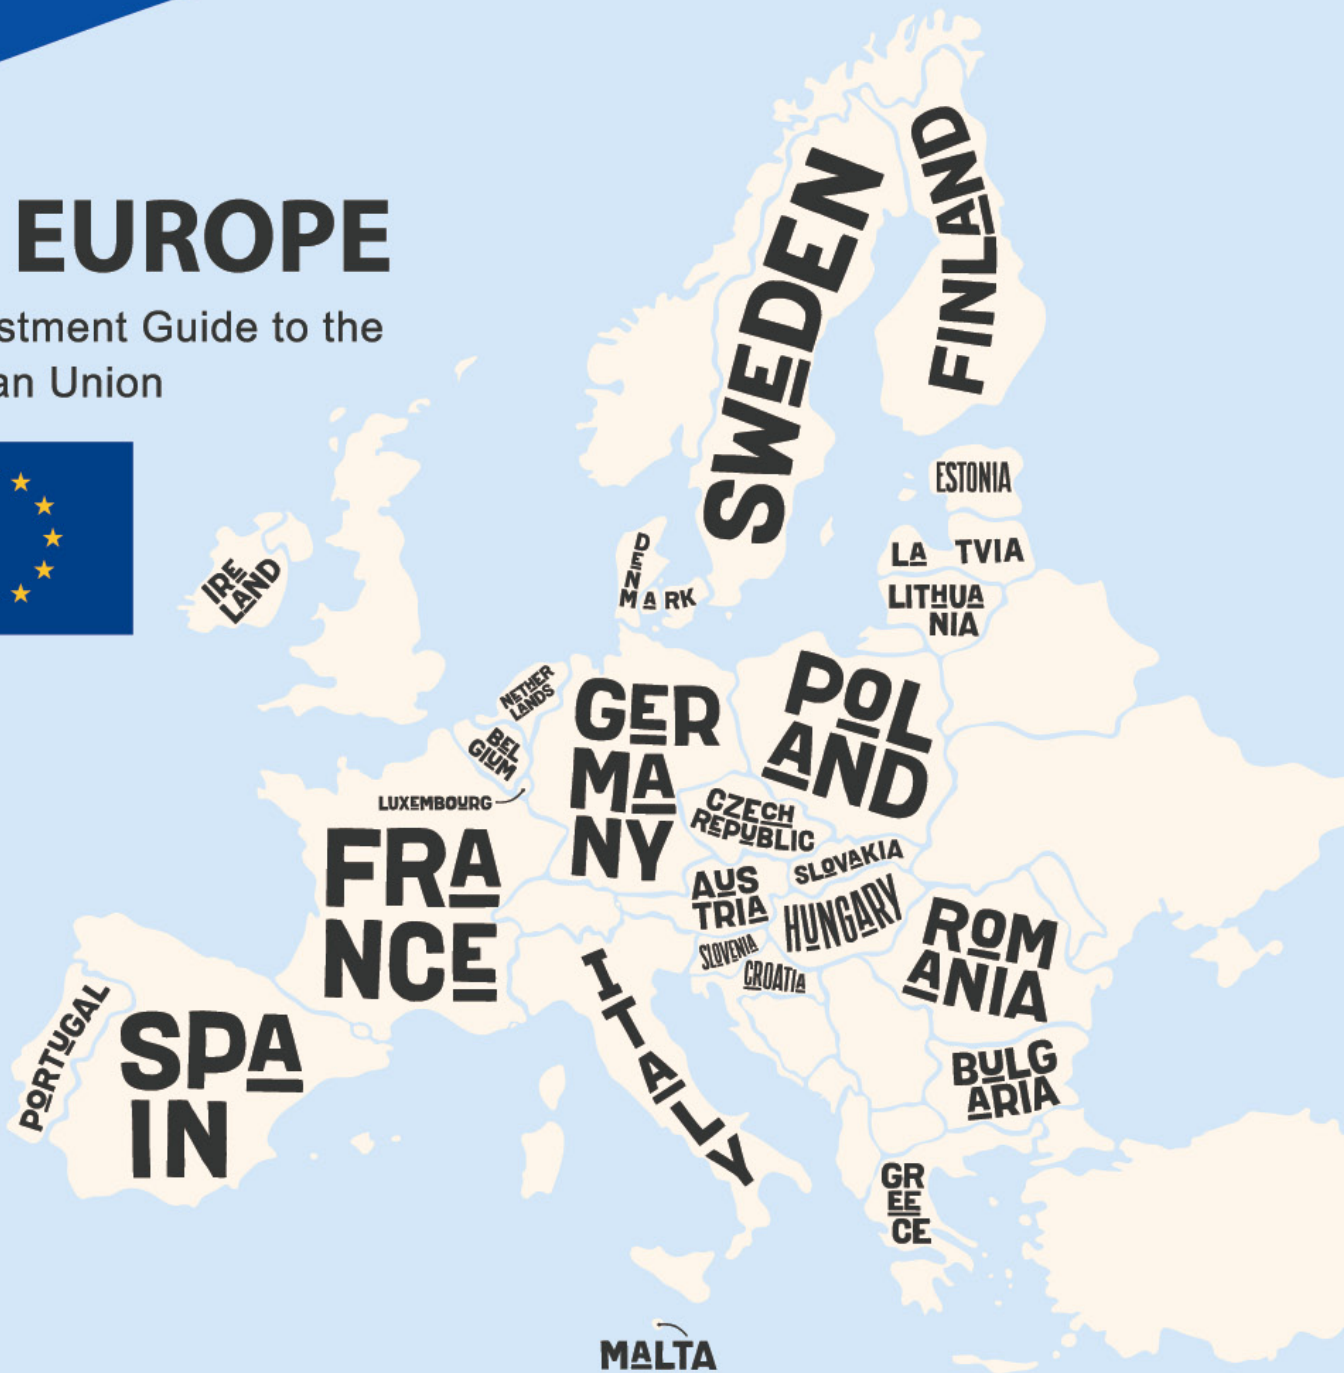 EUROPE
stment Guide to the
an Union
SWEDEN
FINLAND
ESTONIA
LA TVIA
LITHUA
NIA
IRE
LAND
D
E
N
MARK
NETHER
LANDS
BEL
GIUM
LUXEMBOURG
GER
MA
NY
POL
AND
CZECH
REPUBLIC
SLOVAKIA
AUS
TRIA
HUNGARY
SLOVENIA
CROATIA
ROM
ANIA
BULG
ARIA
FRA
NCE
ITALY
PORTUGAL
SPA
IN
GR
EE
CE
MALTA